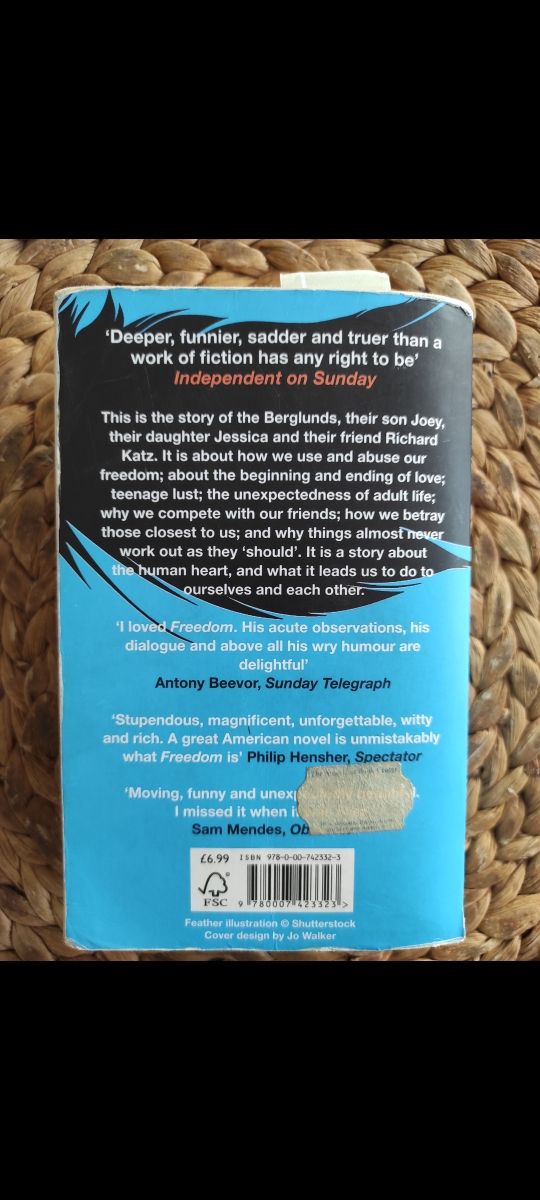 ‘Deeper, funnier, sadder and truer than a
work of fiction has any right to be’
Independent on Sunday
This is the story of the Berglunds, their son Joey,
their daughter Jessica and their friend Richard
Katz. It is about how we use and abuse our
freedom; about the beginning and ending of love;
teenage lust; the unexpectedness of adult life;
why we compete with our friends; how we betray
those closest to us; and why things almost never
work out as they ‘should’. It is a story about
the human heart, and what it leads us to do to
ourselves and each other.
‘I loved Freedom. His acute observations, his
dialogue and above all his wry humour are
delightful’
Antony Beevor, Sunday Telegraph
‘Stupendous, magnificent, unforgettable, witty
and rich. A great American novel is unmistakably
what Freedom is’ Philip Hensher, Spectator
‘Moving, funny and
I missed it when
Sam Mendes,
£6.99 ISBN 978-0-00-742332-3
FSC
9 780007 423323 >
Feather illustration © Shutterstock
Cover design by Jo Walker